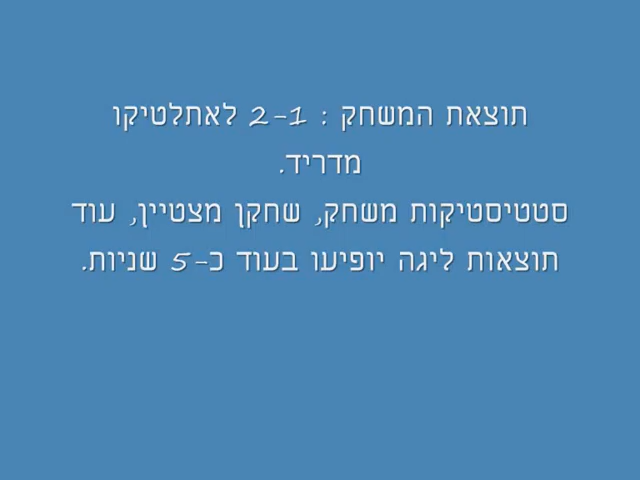 תוצאת המשחק : 2-1 לאתלטיקו
מדריד.
סטטיסטיקות משחק, שחקן מצטיין, עוד
תוצאות ליגה יופיעו בעוד כ-5 שניות.